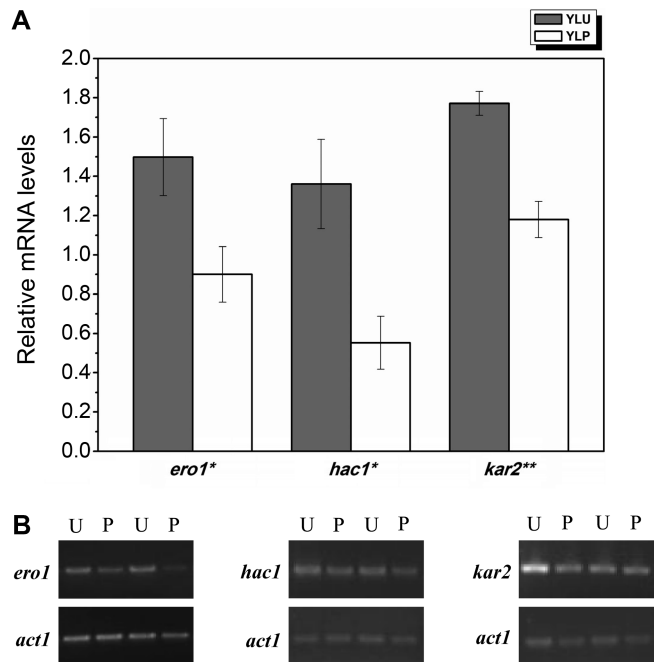 A
YLU
YLP
Relative mRNA levels
2.0
1.8
1.6
1.4
1.2
1.0
0.8
0.6
0.4
0.2
0.0
ero1* hac1* kar2**
B
U P U P
U P U P
U P U P
ero1
hac1
kar2
act1
act1
act1